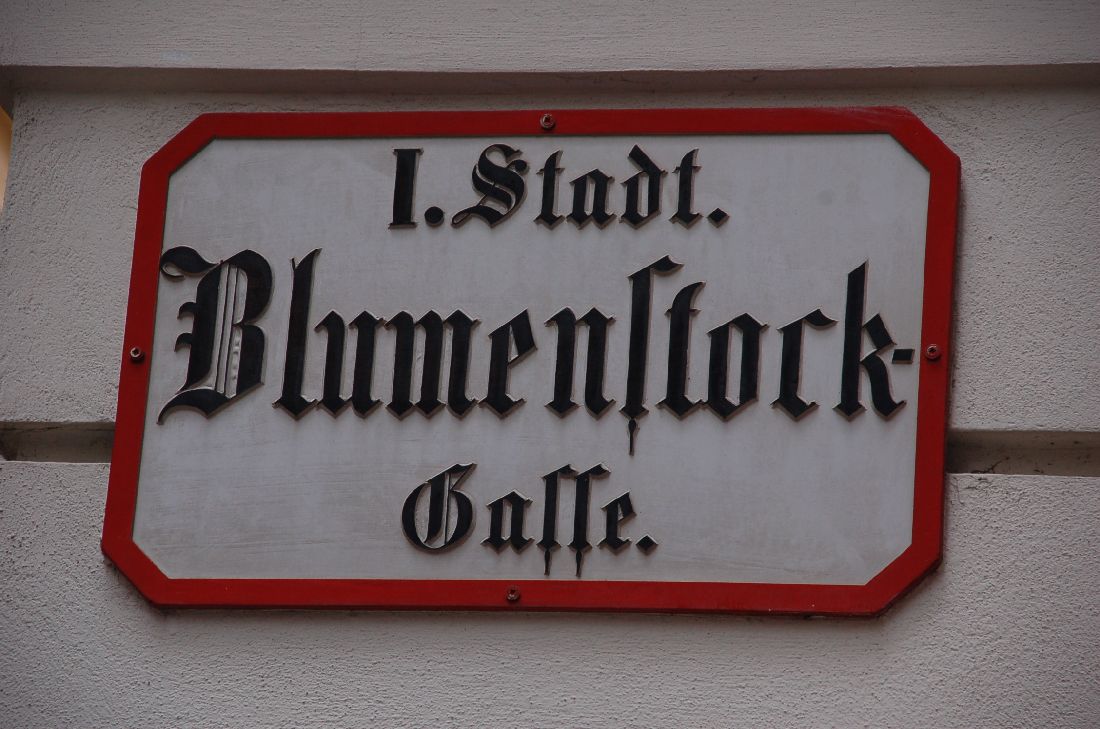 I. Stadt.
Blumenſtock-
Gaſſe.